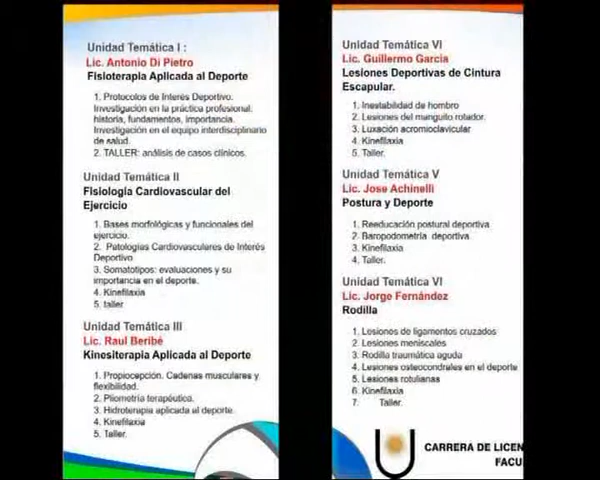 Unidad Temática I :
Lic. Antonio Di Pietro
Fisioterapia Aplicada al Deporte
1. Protocolos de Interés Deportivo.
Investigación en la práctica profesional.
historia, fundamentos, importancia.
Investigación en el equipo interdisciplinario
de salud.
2. TALLER: análisis de casos clínicos.
Unidad Temática II
Fisiología Cardiovascular del
Ejercicio
1. Bases morfológicas y funcionales del
ejercicio.
2. Patologías Cardiovasculares de Interés
Deportivo
3. Somatotipos: evaluaciones y su
importancia en el deporte.
4. Kinefilaxia
5. taller
Unidad Temática III
Lic. Raul Beribé
Kinesiterapia Aplicada al Deporte
1. Propiocepción. Cadenas musculares y
flexibilidad.
2. Pliometría terapéutica.
3. Hidroterapia aplicada al deporte.
4. Kinefilaxia
5. Taller.
Unidad Temática VI
Lic. Guillermo Garcia
Lesiones Deportivas de Cintura
Escapular.
1. Inestabilidad de hombro
2. Lesiones del manguito rotador.
3. Luxación acromioclavicular
4. Kinefilaxia
5. Taller.
Unidad Temática V
Lic. Jose Achinelli
Postura y Deporte
1. Reeducación postural deportiva
2. Baropodometría deportiva
3. Kinefilaxia
4. Taller.
Unidad Temática VI
Lic. Jorge Fernández
Rodilla
1. Lesiones de ligamentos cruzados
2. Lesiones meniscales
3. Rodilla traumática aguda
4. Lesiones osteocondrales en el deporte
5. Lesiones rotulianas
6. Kinefilaxia
7. Taller.
CARRERA DE LICEN
FACU